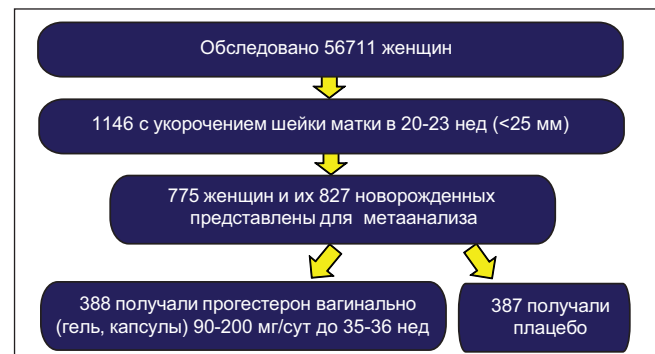 Обследовано 56711 женщин
1146 с укорочением шейки матки в 20-23 нед (<25 мм)
775 женщин и их 827 новорожденных
представлены для метаанализа
388 получали прогестерон вагинально
(гель, капсулы) 90-200 мг/сут до 35-36 нед
387 получали
плацебо